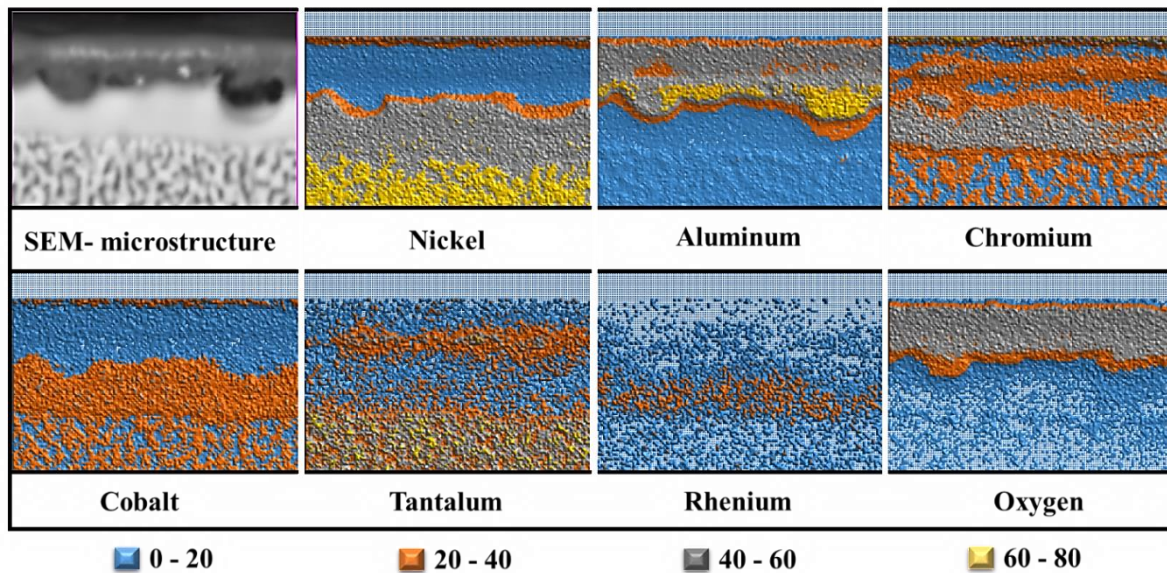 SEM- microstructure
Nickel
Aluminum
Chromium
Cobalt
Tantalum
Rhenium
Oxygen
0 - 20
20 - 40
40 - 60
60 - 80